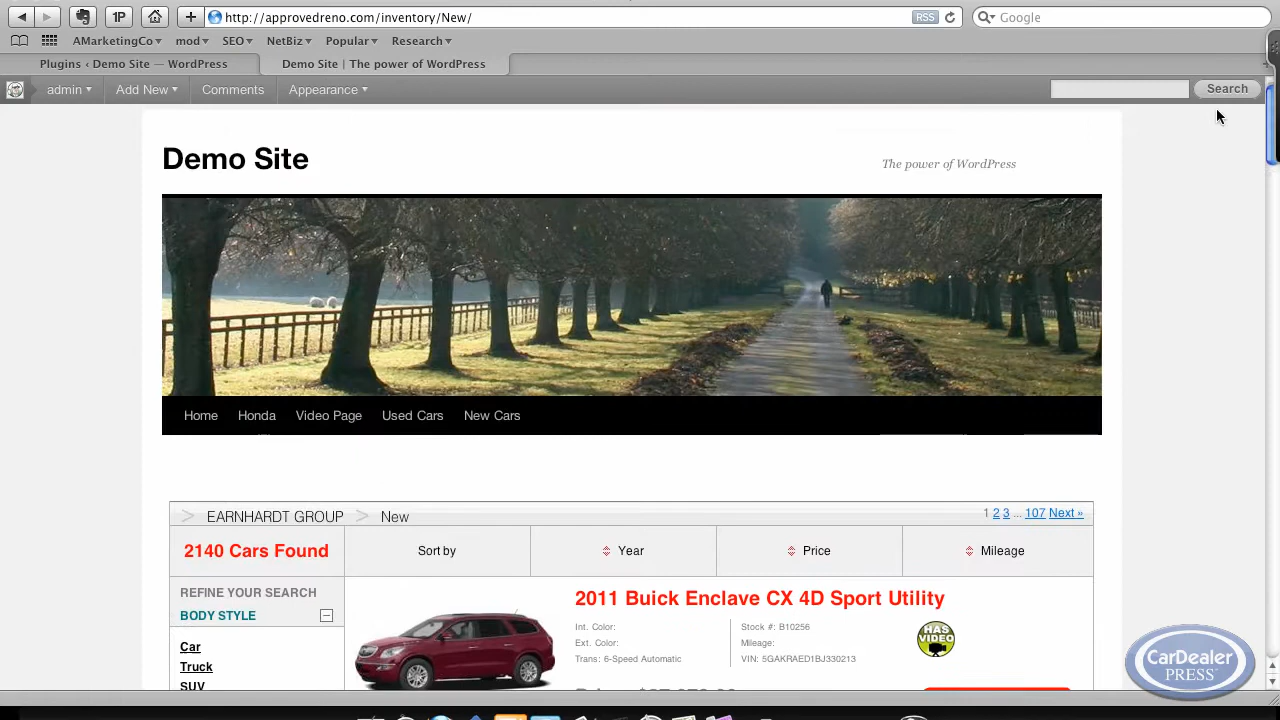 http://approvedreno.com/inventory/New/
RSS
Google
AMarketingCo mod SEO NetBiz Popular Research
Plugins ‹ Demo Site — WordPress
Demo Site | The power of WordPress
admin Add New Comments Appearance
Search
Demo Site
The power of WordPress
Home Honda Video Page Used Cars New Cars
> EARNHARDT GROUP > New
1 2 3 ... 107 Next »
2140 Cars Found
Sort by Year Price Mileage
REFINE YOUR SEARCH
BODY STYLE
Car
Truck
SUV
2011 Buick Enclave CX 4D Sport Utility
Int. Color:
Ext. Color:
Trans: 6-Speed Automatic
Stock #: B10256
Mileage:
VIN: 5GAKRAED1BJ330213
HAS VIDEO
CarDealer
PRESS